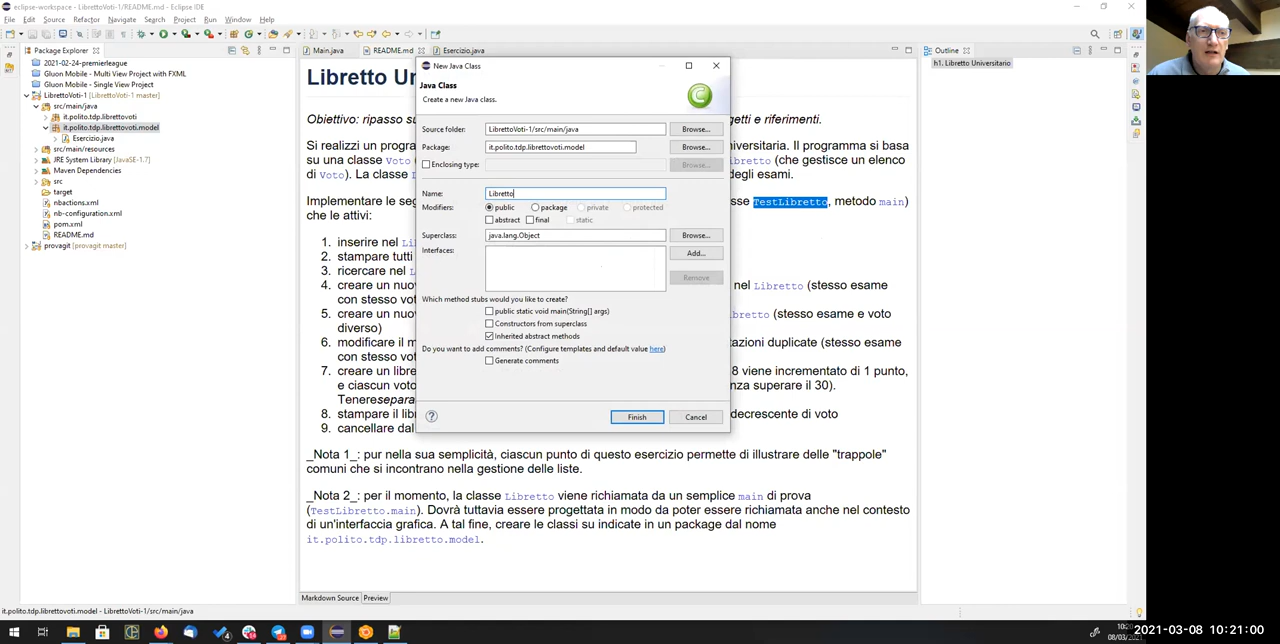 eclipse-workspace - LibrettoVoti-1/README.md - Eclipse IDE
File Edit Source Refactor Navigate Search Project Run Window Help
Package Explorer
Main.java README.md Esercizio.java
Outline
2021-02-24-premierleague
Gluon Mobile - Multi View Project with FXML
Gluon Mobile - Single View Project
LibrettoVoti-1 [LibrettoVoti-1 master]
src/main/java
it.polito.tdp.librettovoti
it.polito.tdp.librettovoti.model
Esercizio.java
src/main/resources
JRE System Library [JavaSE-1.7]
Maven Dependencies
src
target
nbactions.xml
nb-configuration.xml
pom.xml
README.md
provagit [provagit master]
h1. Libretto Universitario
Libretto Un
Obiettivo: ripasso su
getti e riferimenti.
Si realizzi un progra
niversitaria. Il programma si basa
su una classe Voto
ibretto (che gestisce un elenco
di Voto). La classe
degli esami.
Implementare le seg
sse TestLibretto, metodo main)
che le attivi:
1. inserire nel Li
2. stampare tutti
3. ricercare nel L
4. creare un nuov
nel Libretto (stesso esame
con stesso vot
5. creare un nuov
ibretto (stesso esame e voto
diverso)
6. modificare il m
tazioni duplicate (stesso esame
con stesso vot
7. creare un libre
8 viene incrementato di 1 punto,
e ciascun voto
nza superare il 30).
Tenere separa
8. stampare il libr
decrescente di voto
9. cancellare dal
_Nota 1_: pur nella sua semplicità, ciascun punto di questo esercizio permette di illustrare delle "trappole"
comuni che si incontrano nella gestione delle liste.
_Nota 2_: per il momento, la classe Libretto viene richiamata da un semplice main di prova
(TestLibretto.main). Dovrà tuttavia essere progettata in modo da poter essere richiamata anche nel contesto
di un'interfaccia grafica. A tal fine, creare le classi su indicate in un package dal nome
it.polito.tdp.libretto.model.
Markdown Source Preview
New Java Class
Java Class
Create a new Java class.
Source folder: LibrettoVoti-1/src/main/java Browse...
Package: it.polito.tdp.librettovoti.model Browse...
Enclosing type: Browse...
Name: Libretto
Modifiers: public package private protected
abstract final static
Superclass: java.lang.Object Browse...
Interfaces: Add...
Remove
Which method stubs would you like to create?
public static void main(String[] args)
Constructors from superclass
Inherited abstract methods
Do you want to add comments? (Configure templates and default value here)
Generate comments
Finish Cancel
it.polito.tdp.librettovoti.model - LibrettoVoti-1/src/main/java
08/03/2021
2021-03-08 10:21:00